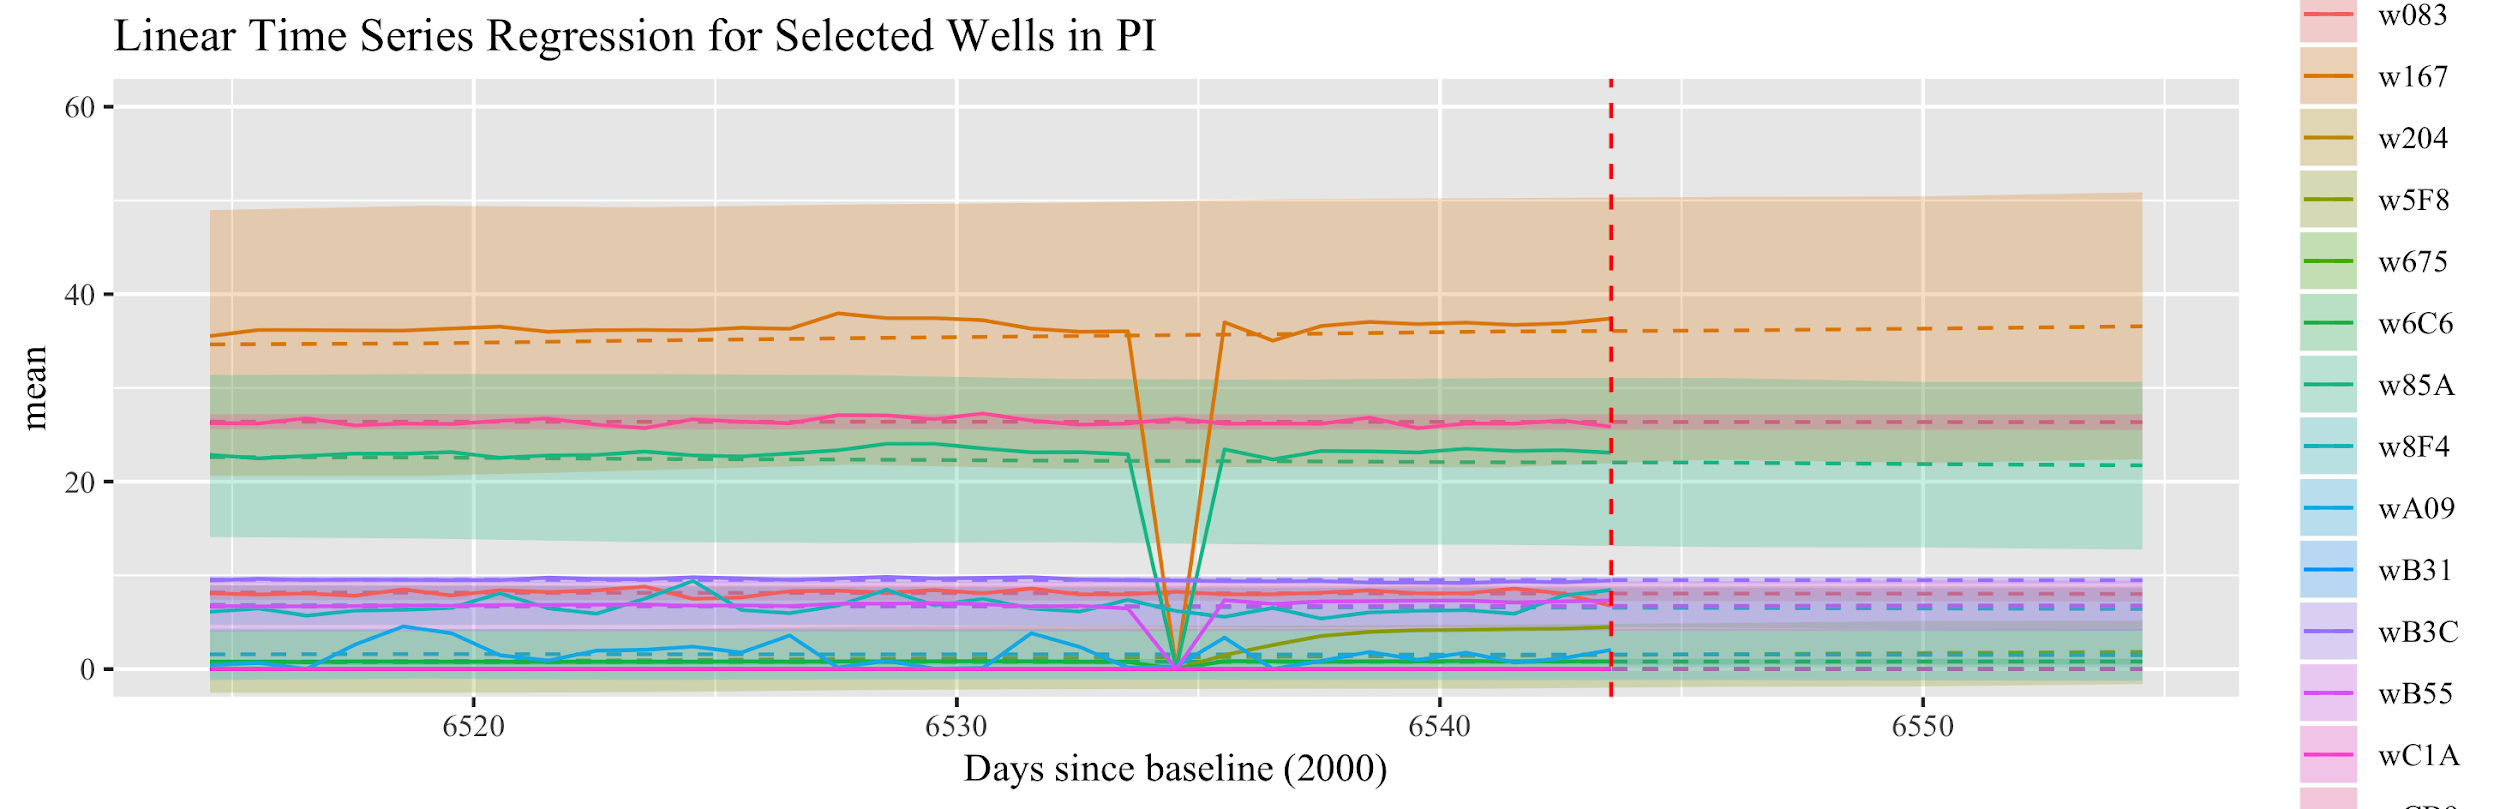 Linear Time Series Regression for Selected Wells in PI
60
40
20
0
mean
6520
6530
6540
6550
Days since baseline (2000)
w083
w167
w204
w5F8
w675
w6C6
w85A
w8F4
wA09
wB31
wB3C
wB55
wC1A